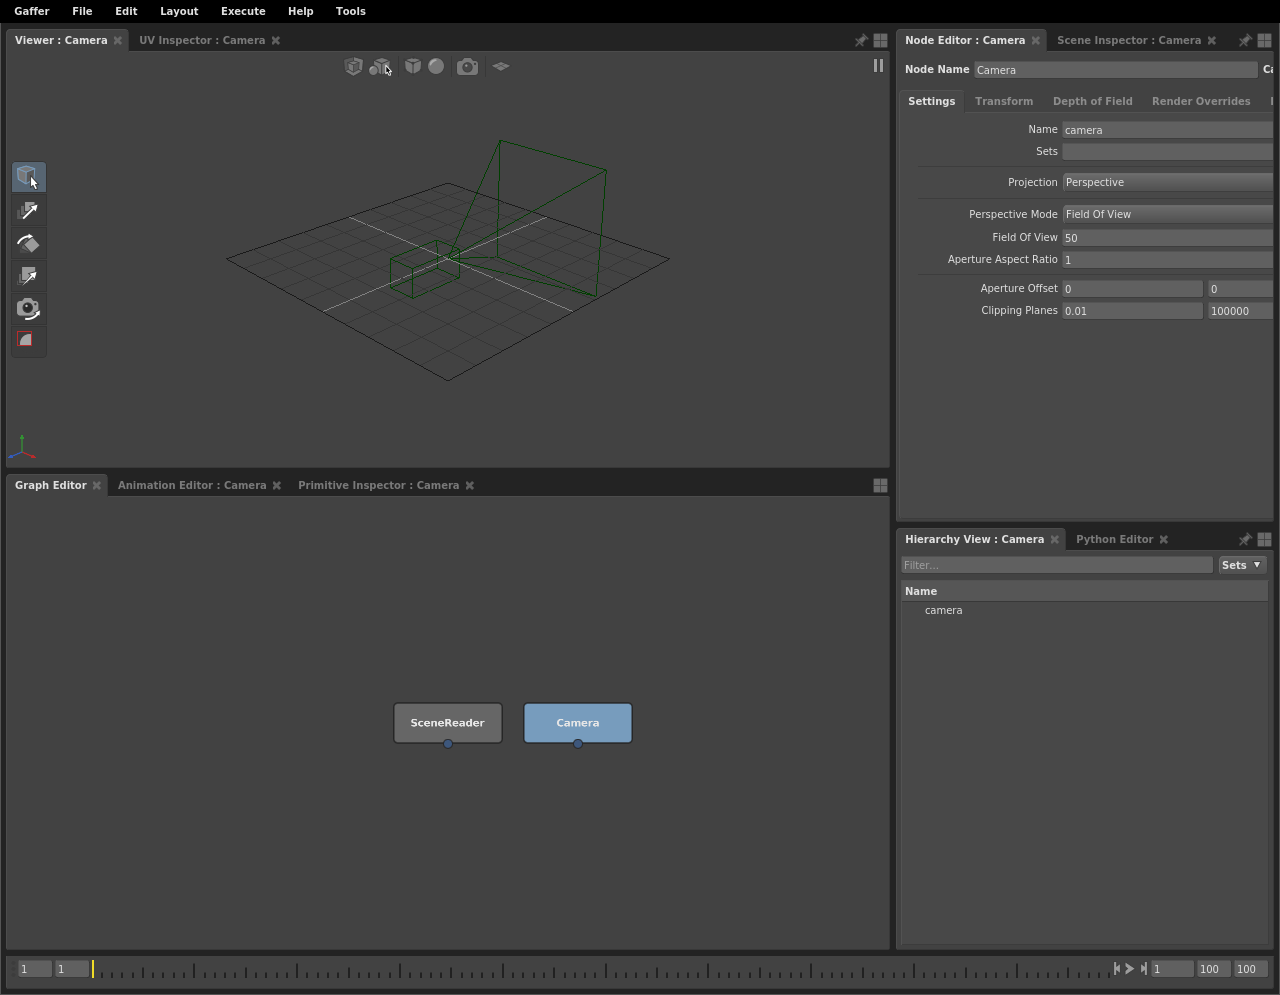 Gaffer File Edit Layout Execute Help Tools
Viewer : Camera UV Inspector : Camera
Node Editor : Camera Scene Inspector : Camera
Node Name Camera
Settings Transform Depth of Field Render Overrides
Name camera
Sets
Projection Perspective
Perspective Mode Field Of View
Field Of View 50
Aperture Aspect Ratio 1
Aperture Offset 0 0
Clipping Planes 0.01 100000
Graph Editor Animation Editor : Camera Primitive Inspector : Camera
SceneReader Camera
Hierarchy View : Camera Python Editor
Filter... Sets
Name
camera
1 1 1 100 100